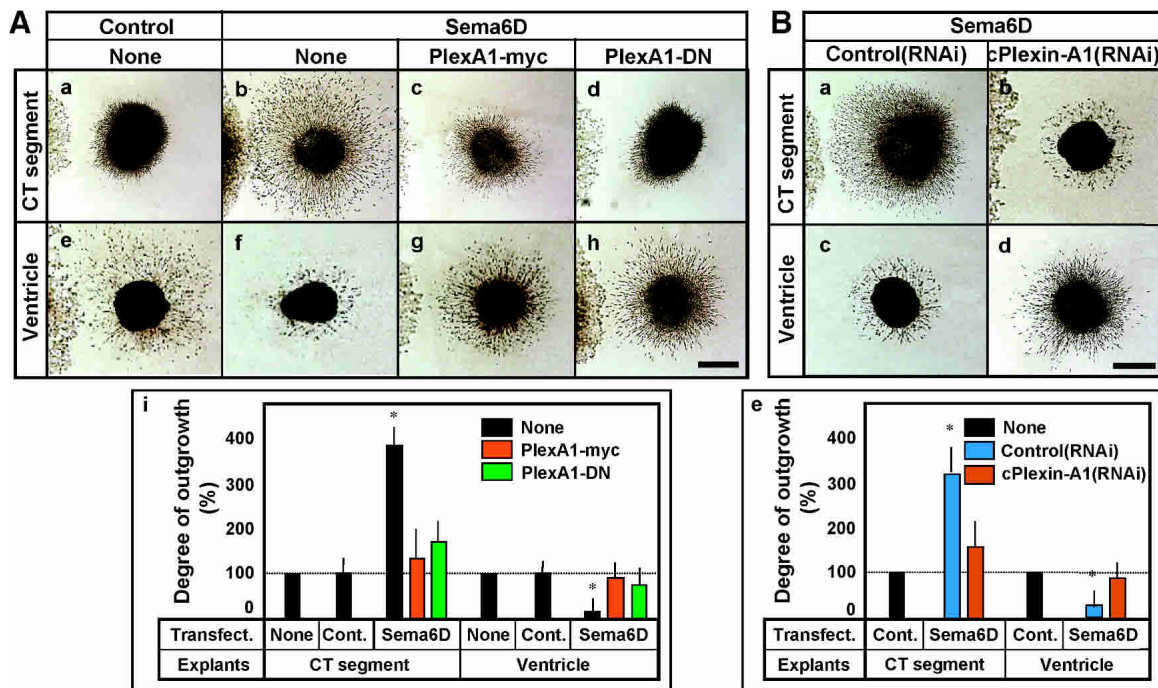 A
Control
Sema6D
None
None
PlexA1-myc
PlexA1-DN
CT segment
a
b
c
d
Ventricle
e
f
g
h
B
Sema6D
Control(RNAi)
cPlexin-A1(RNAi)
CT segment
a
b
Ventricle
c
d
i
Degree of outgrowth
(%)
400
300
200
100
0
*
*
None
PlexA1-myc
PlexA1-DN
Transfect.
None
Cont.
Sema6D
None
Cont.
Sema6D
Explants
CT segment
Ventricle
e
Degree of outgrowth
(%)
400
300
200
100
0
*
*
None
Control(RNAi)
cPlexin-A1(RNAi)
Transfect.
Cont.
Sema6D
Cont.
Sema6D
Explants
CT segment
Ventricle